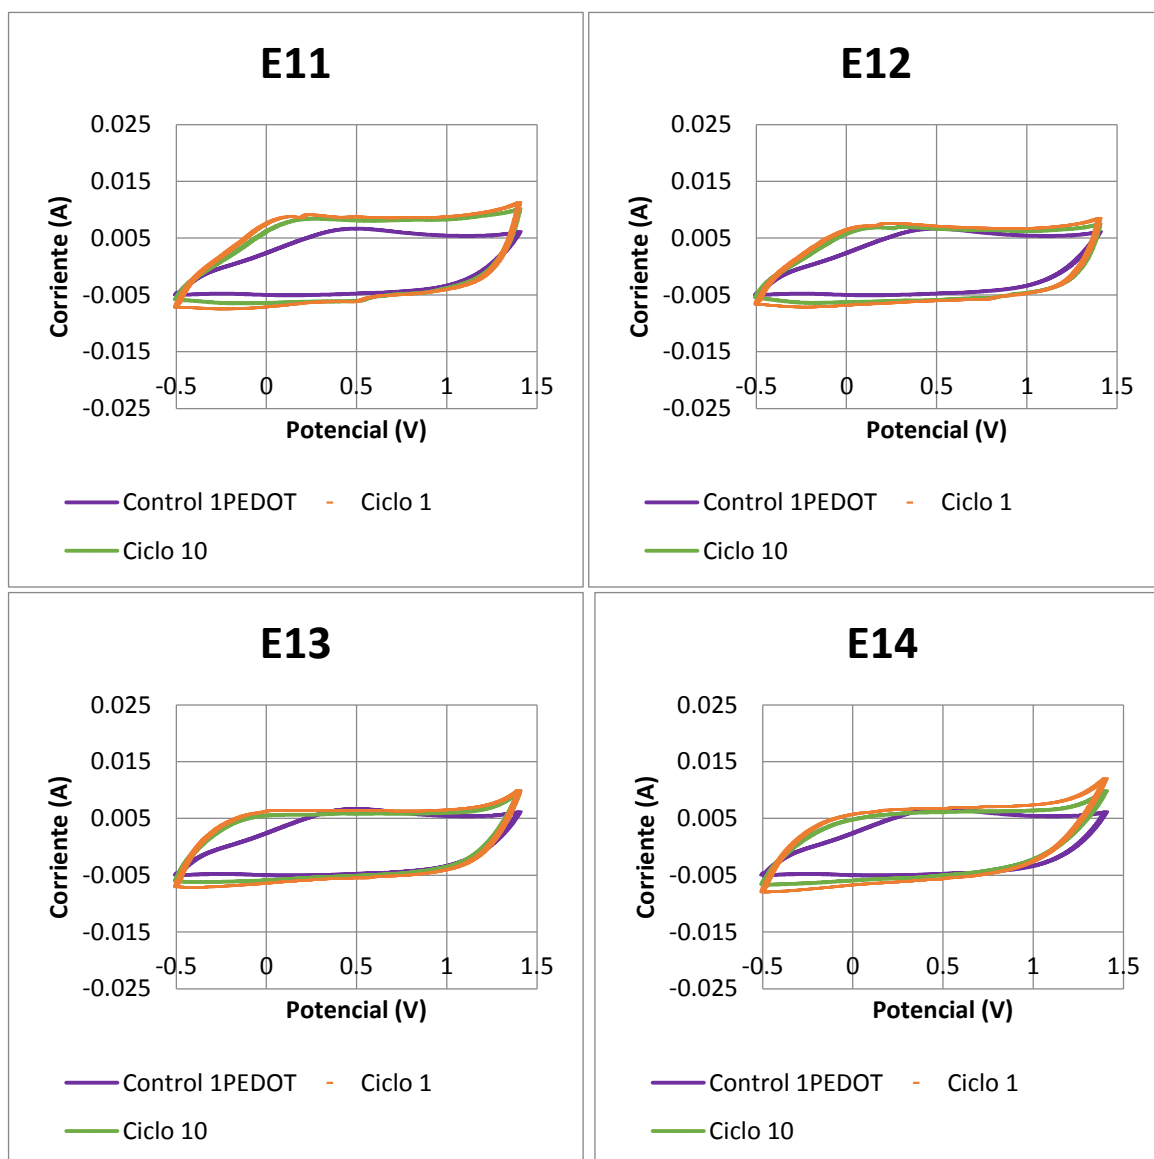 E11
0.025
0.015
0.005
-0.005
-0.015
-0.025
-0.5 0 0.5 1 1.5
Corriente (A)
Potencial (V)
Control 1PEDOT Ciclo 1
Ciclo 10
E12
0.025
0.015
0.005
-0.005
-0.015
-0.025
-0.5 0 0.5 1 1.5
Corriente (A)
Potencial (V)
Control 1PEDOT Ciclo 1
Ciclo 10
E13
0.025
0.015
0.005
-0.005
-0.015
-0.025
-0.5 0 0.5 1 1.5
Corriente (A)
Potencial (V)
Control 1PEDOT Ciclo 1
Ciclo 10
E14
0.025
0.015
0.005
-0.005
-0.015
-0.025
-0.5 0 0.5 1 1.5
Corriente (A)
Potencial (V)
Control 1PEDOT Ciclo 1
Ciclo 10